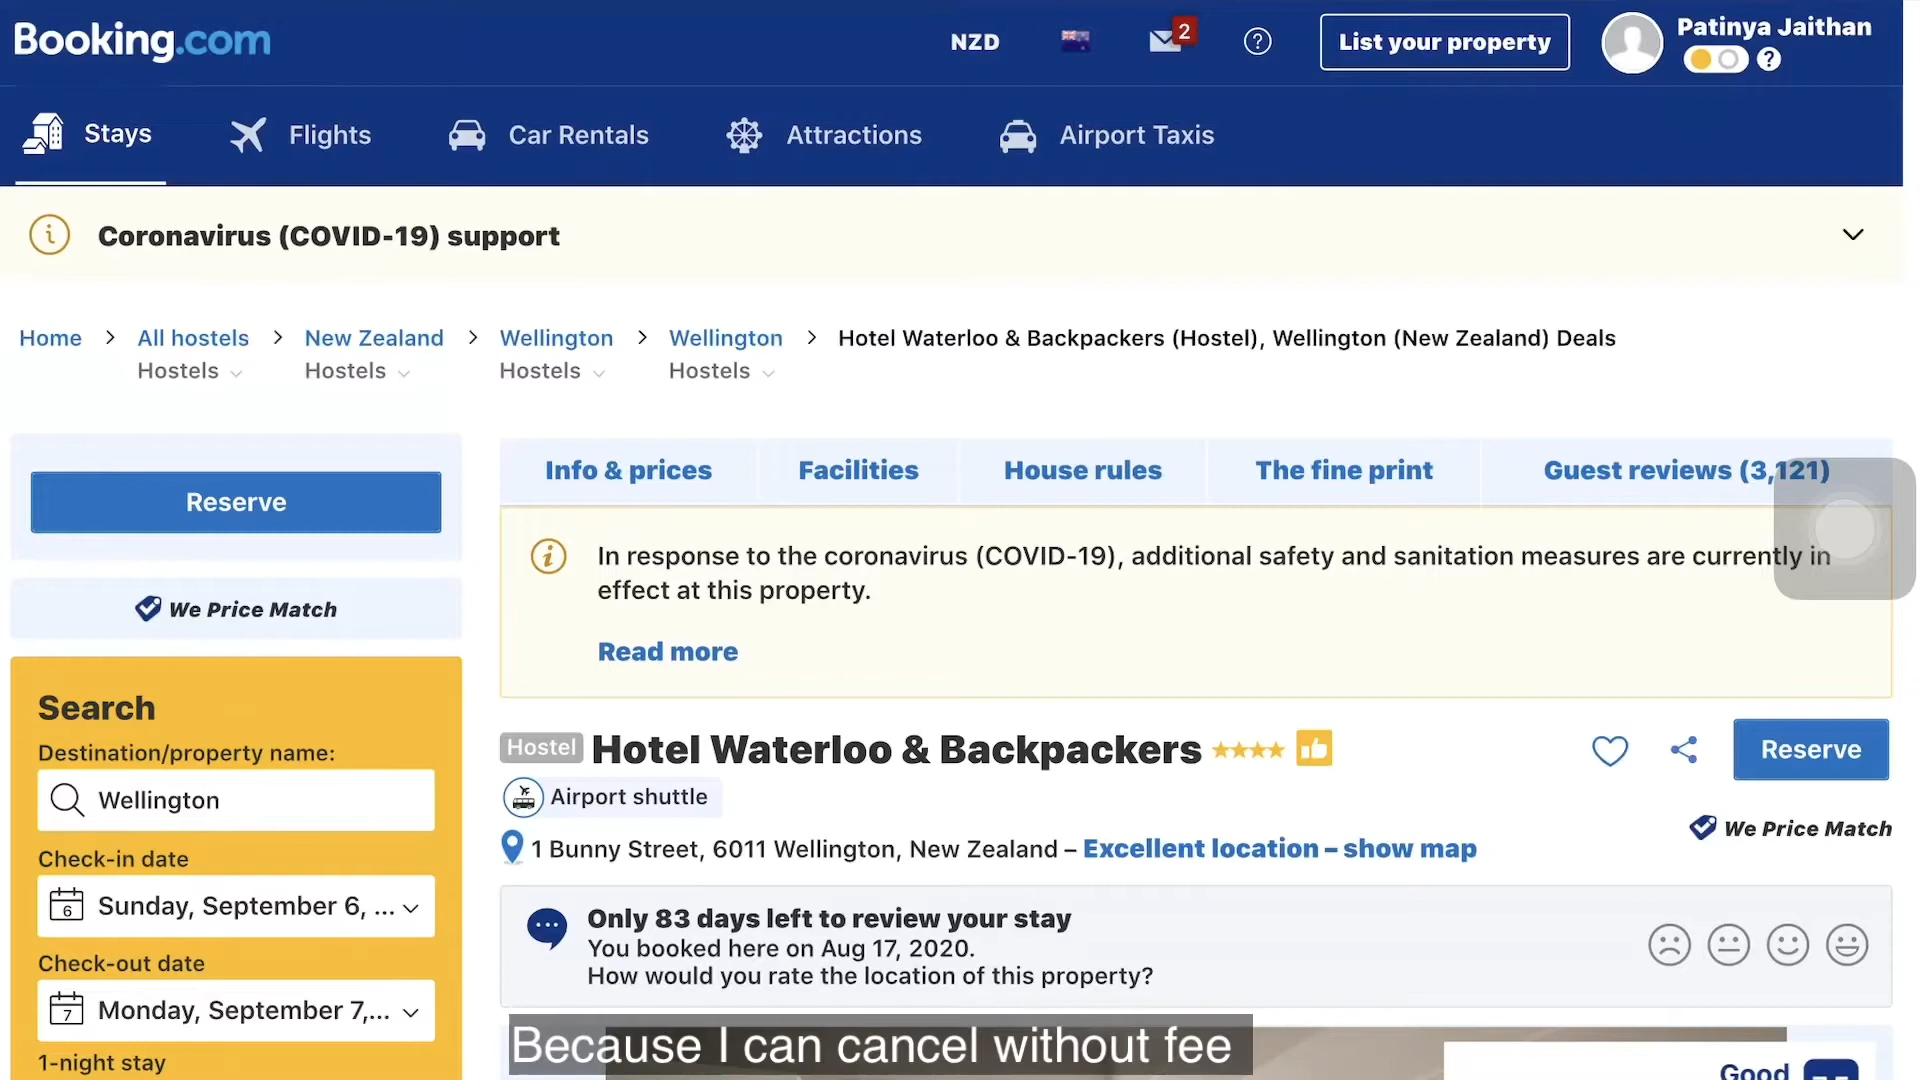 Booking.com
NZD
2
?
List your property
Patinya Jaithan
?
Stays
Flights
Car Rentals
Attractions
Airport Taxis
i
Coronavirus (COVID-19) support
Home
All hostels
New Zealand
Wellington
Wellington
Hotel Waterloo & Backpackers (Hostel), Wellington (New Zealand) Deals
Hostels
Hostels
Hostels
Hostels
Reserve
We Price Match
Search
Destination/property name:
Wellington
Check-in date
6
Sunday, September 6, ...
Check-out date
7
Monday, September 7,...
1-night stay
Info & prices
Facilities
House rules
The fine print
Guest reviews (3,121)
i
In response to the coronavirus (COVID-19), additional safety and sanitation measures are currently in
effect at this property.
Read more
Hostel
Hotel Waterloo & Backpackers
Reserve
Airport shuttle
We Price Match
1 Bunny Street, 6011 Wellington, New Zealand – Excellent location – show map
Only 83 days left to review your stay
You booked here on Aug 17, 2020.
How would you rate the location of this property?
Because I can cancel without fee
Good